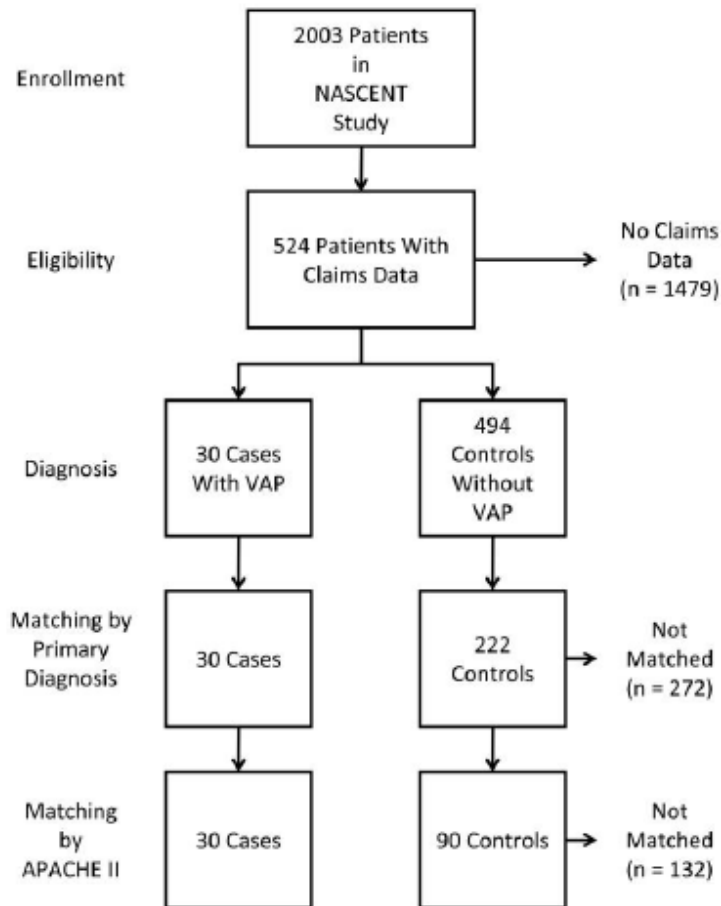 Enrollment
2003 Patients
in
NASCENT
Study
Eligibility
524 Patients With
Claims Data
No Claims
Data
(n = 1479)
Diagnosis
30 Cases
With VAP
494
Controls
Without
VAP
Matching by
Primary
Diagnosis
30 Cases
222
Controls
Not
Matched
(n = 272)
Matching
by
APACHE II
30 Cases
90 Controls
Not
Matched
(n = 132)